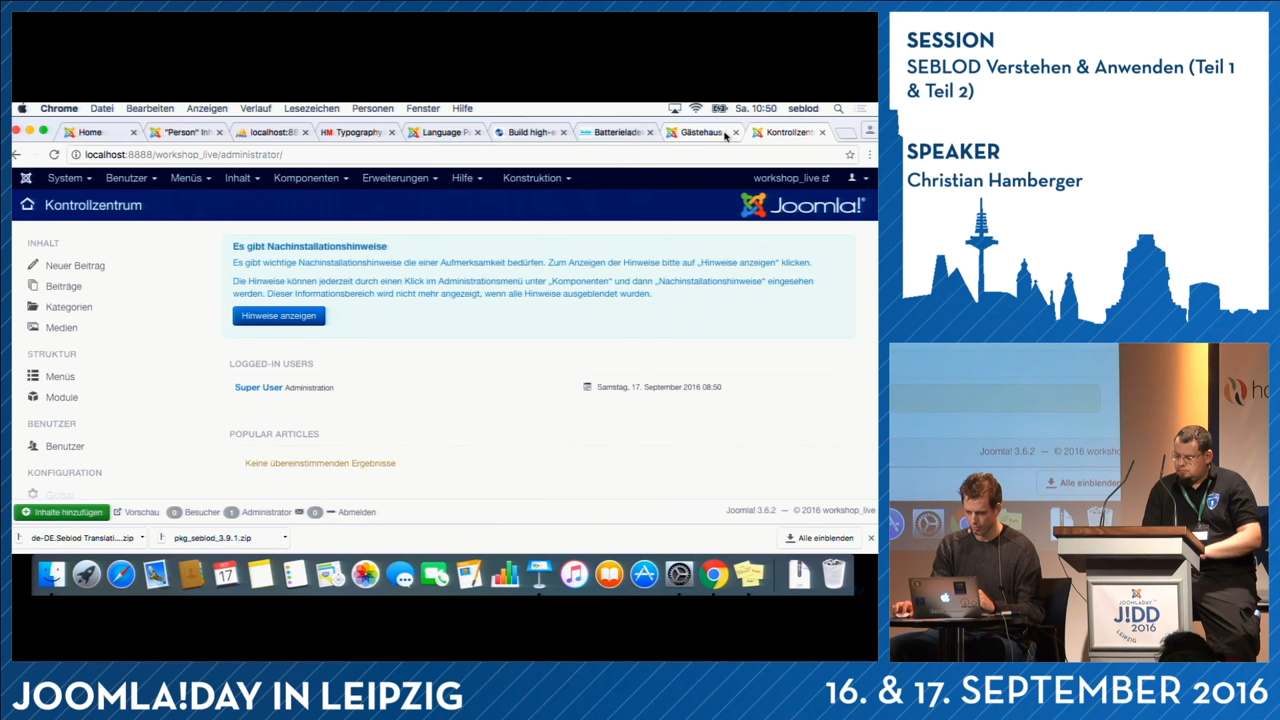 Chrome Datei Bearbeiten Anzeigen Verlauf Lesezeichen Personen Fenster Hilfe Sa. 10:50 seblod
Home "Person" Inh localhost:88 HM Typography Language P Build high- Batterielade Gästehaus Kontrollzent
localhost:8888/workshop_live/administrator/
System Benutzer Menüs Inhalt Komponenten Erweiterungen Hilfe Konstruktion workshop_live
Kontrollzentrum Joomla!
INHALT
Neuer Beitrag
Beiträge
Kategorien
Medien
STRUKTUR
Menüs
Module
BENUTZER
Benutzer
KONFIGURATION
Global
Es gibt Nachinstallationshinweise
Es gibt wichtige Nachinstallationshinweise die einer Aufmerksamkeit bedürfen. Zum Anzeigen der Hinweise bitte auf „Hinweise anzeigen" klicken.
Die Hinweise können jederzeit durch einen Klick im Administrationsmenü unter „Komponenten" und dann „Nachinstallationshinweise" eingesehen
werden. Dieser Informationsbereich wird nicht mehr angezeigt, wenn alle Hinweise ausgeblendet wurden.
Hinweise anzeigen
LOGGED-IN USERS
Super User Administration Samstag, 17. September 2016 08:50
POPULAR ARTICLES
Keine übereinstimmenden Ergebnisse
Inhalte hinzufügen Vorschau 0 Besucher 1 Administrator 0 Abmelden Joomla! 3.6.2 — © 2016 workshop_live
de-DE.Seblod Translati....zip pkg_seblod_3.9.1.zip Alle einblenden
17
SESSION
SEBLOD Verstehen & Anwenden (Teil 1
& Teil 2)
SPEAKER
Christian Hamberger
ho
Joomla! 3.6.2 — © 2016 worksho
Alle einblenden
JOOMLA!DAY
J!DD
2016
LEIPZIG
JOOMLA!DAY IN LEIPZIG
16. & 17. SEPTEMBER 2016